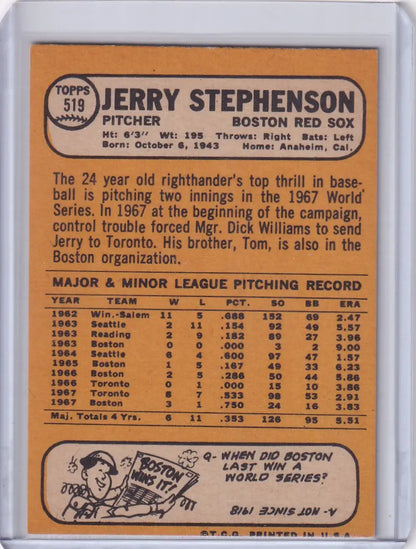 TOPPS
519
JERRY STEPHENSON
PITCHER BOSTON RED SOX
Ht: 6'3" Wt: 195 Throws: Right Bats: Left
Born: October 6, 1943 Home: Anaheim, Cal.
The 24 year old righthander's top thrill in base-
ball is pitching two innings in the 1967 World
Series. In 1967 at the beginning of the campaign,
control trouble forced Mgr. Dick Williams to send
Jerry to Toronto. His brother, Tom, is also in the
Boston organization.
MAJOR & MINOR LEAGUE PITCHING RECORD
YEAR TEAM W L PCT. SO BB ERA
1962 Win.-Salem 11 5 .688 152 69 2.47
1963 Seattle 2 11 .154 92 49 5.57
1963 Reading 2 9 .182 89 27 3.96
1963 Boston 0 0 .000 3 2 9.00
1964 Seattle 6 4 .600 97 47 1.57
1965 Boston 1 5 .167 49 33 6.23
1966 Boston 2 5 .286 50 44 5.86
1966 Toronto 0 1 .000 15 10 3.86
1967 Toronto 8 7 .533 98 53 2.91
1967 Boston 3 1 .750 24 16 3.83
Maj. Totals 4 Yrs. 6 11 .353 126 95 5.51
BOSTON
WINS IT!
Q- WHEN DID BOSTON
LAST WIN A
WORLD SERIES?
A- NOT SINCE 1918
©T.C.G. PRINTED IN U.S.A.